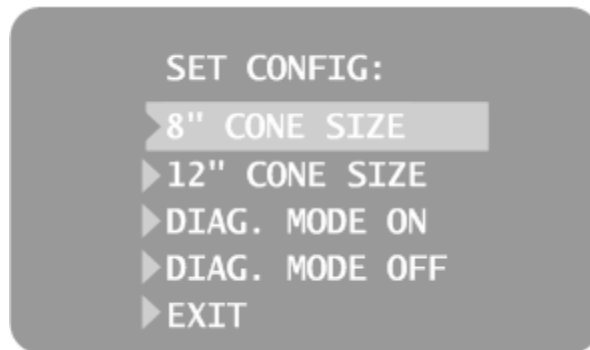 SET CONFIG:
8" CONE SIZE
12" CONE SIZE
DIAG. MODE ON
DIAG. MODE OFF
EXIT